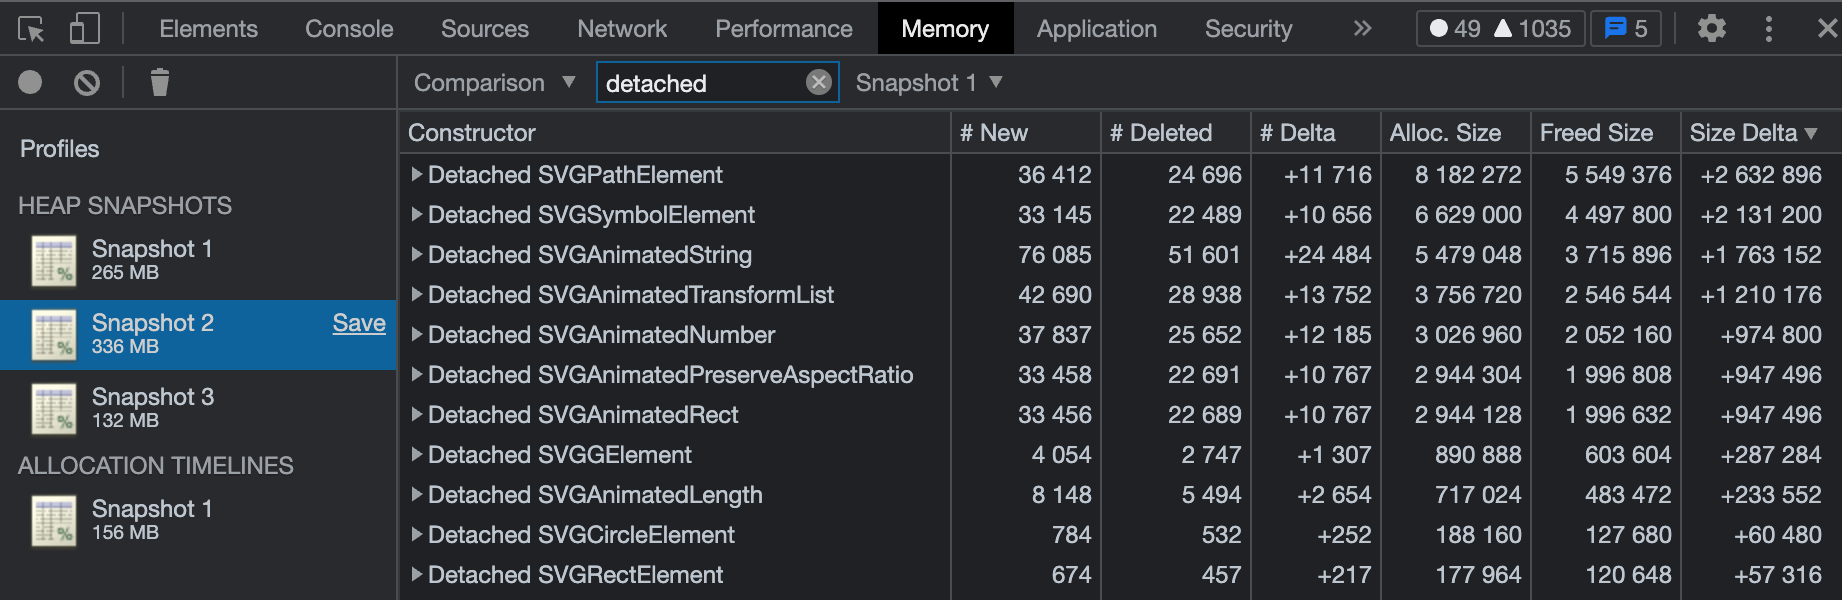 Elements Console Sources Network Performance Memory Application Security » 49 1035 5
Comparison ▼ detached Snapshot 1 ▼
Profiles
HEAP SNAPSHOTS
Snapshot 1
265 MB
Snapshot 2 Save
336 MB
Snapshot 3
132 MB
ALLOCATION TIMELINES
Snapshot 1
156 MB
Constructor # New # Deleted # Delta Alloc. Size Freed Size Size Delta ▼
Detached SVGPathElement 36 412 24 696 +11 716 8 182 272 5 549 376 +2 632 896
Detached SVGSymbolElement 33 145 22 489 +10 656 6 629 000 4 497 800 +2 131 200
Detached SVGAnimatedString 76 085 51 601 +24 484 5 479 048 3 715 896 +1 763 152
Detached SVGAnimatedTransformList 42 690 28 938 +13 752 3 756 720 2 546 544 +1 210 176
Detached SVGAnimatedNumber 37 837 25 652 +12 185 3 026 960 2 052 160 +974 800
Detached SVGAnimatedPreserveAspectRatio 33 458 22 691 +10 767 2 944 304 1 996 808 +947 496
Detached SVGAnimatedRect 33 456 22 689 +10 767 2 944 128 1 996 632 +947 496
Detached SVGGElement 4 054 2 747 +1 307 890 888 603 604 +287 284
Detached SVGAnimatedLength 8 148 5 494 +2 654 717 024 483 472 +233 552
Detached SVGCircleElement 784 532 +252 188 160 127 680 +60 480
Detached SVGRectElement 674 457 +217 177 964 120 648 +57 316